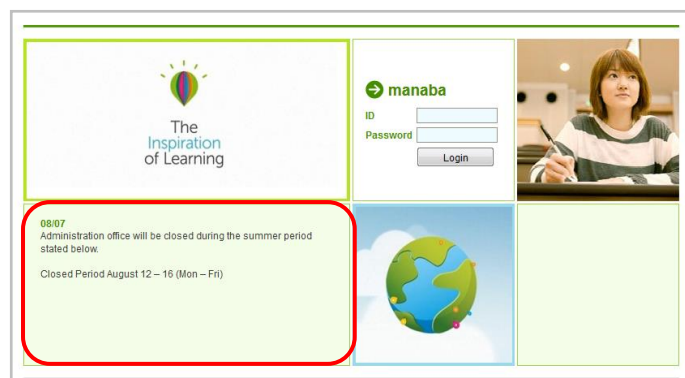 The
Inspiration
of Learning
manaba
ID
Password
Login
08/07
Administration office will be closed during the summer period
stated below.
Closed Period August 12 – 16 (Mon – Fri)